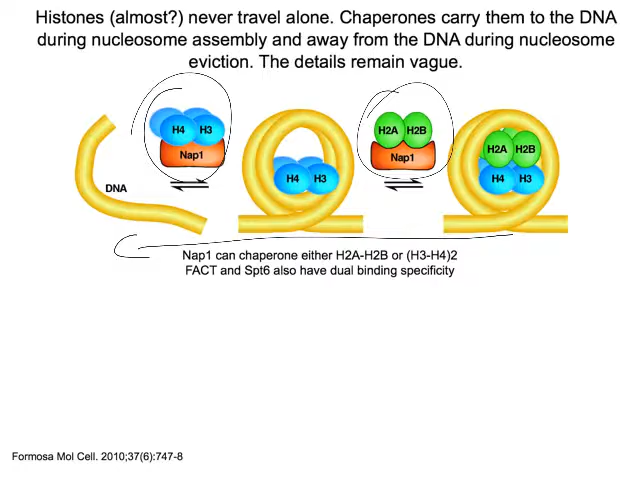 Histones (almost?) never travel alone. Chaperones carry them to the DNA
during nucleosome assembly and away from the DNA during nucleosome
eviction. The details remain vague.
H4 H3
Nap1
DNA
H4 H3
H2A H2B
Nap1
H2A H2B
H4 H3
Nap1 can chaperone either H2A-H2B or (H3-H4)2
FACT and Spt6 also have dual binding specificity
Formosa Mol Cell. 2010;37(6):747-8